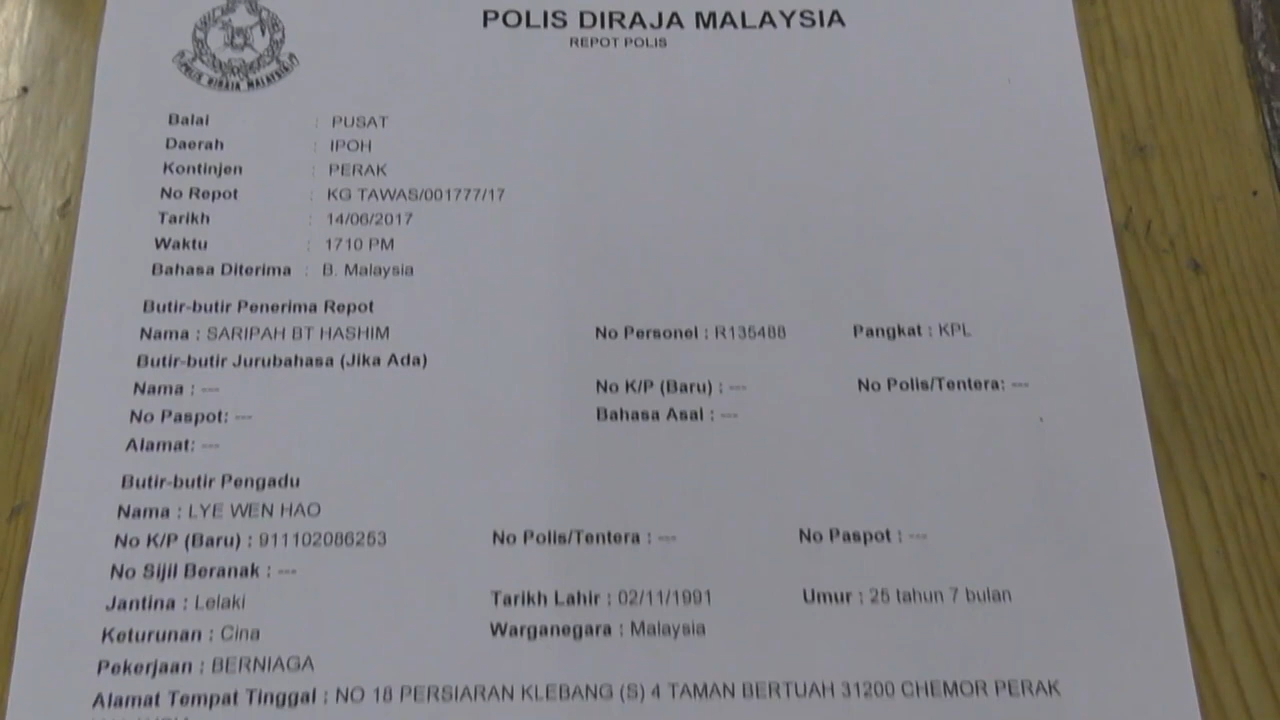 POLIS DIRAJA MALAYSIA
REPOT POLIS
POLIS DIRAJA MALAYSIA
Balai : PUSAT
Daerah : IPOH
Kontinjen : PERAK
No Repot : KG TAWAS/001777/17
Tarikh : 14/06/2017
Waktu : 1710 PM
Bahasa Diterima : B. Malaysia
Butir-butir Penerima Repot
Nama : SARIPAH BT HASHIM No Personel : R135488 Pangkat : KPL
Butir-butir Jurubahasa (Jika Ada)
Nama : --- No K/P (Baru) : --- No Polis/Tentera: ---
No Paspot: --- Bahasa Asal : ---
Alamat: ---
Butir-butir Pengadu
Nama : LYE WEN HAO
No K/P (Baru) : 911102086253 No Polis/Tentera : --- No Paspot : ---
No Sijil Beranak : ---
Jantina : Lelaki Tarikh Lahir : 02/11/1991 Umur : 25 tahun 7 bulan
Keturunan : Cina Warganegara : Malaysia
Pekerjaan : BERNIAGA
Alamat Tempat Tinggal : NO 18 PERSIARAN KLEBANG (S) 4 TAMAN BERTUAH 31200 CHEMOR PERAK